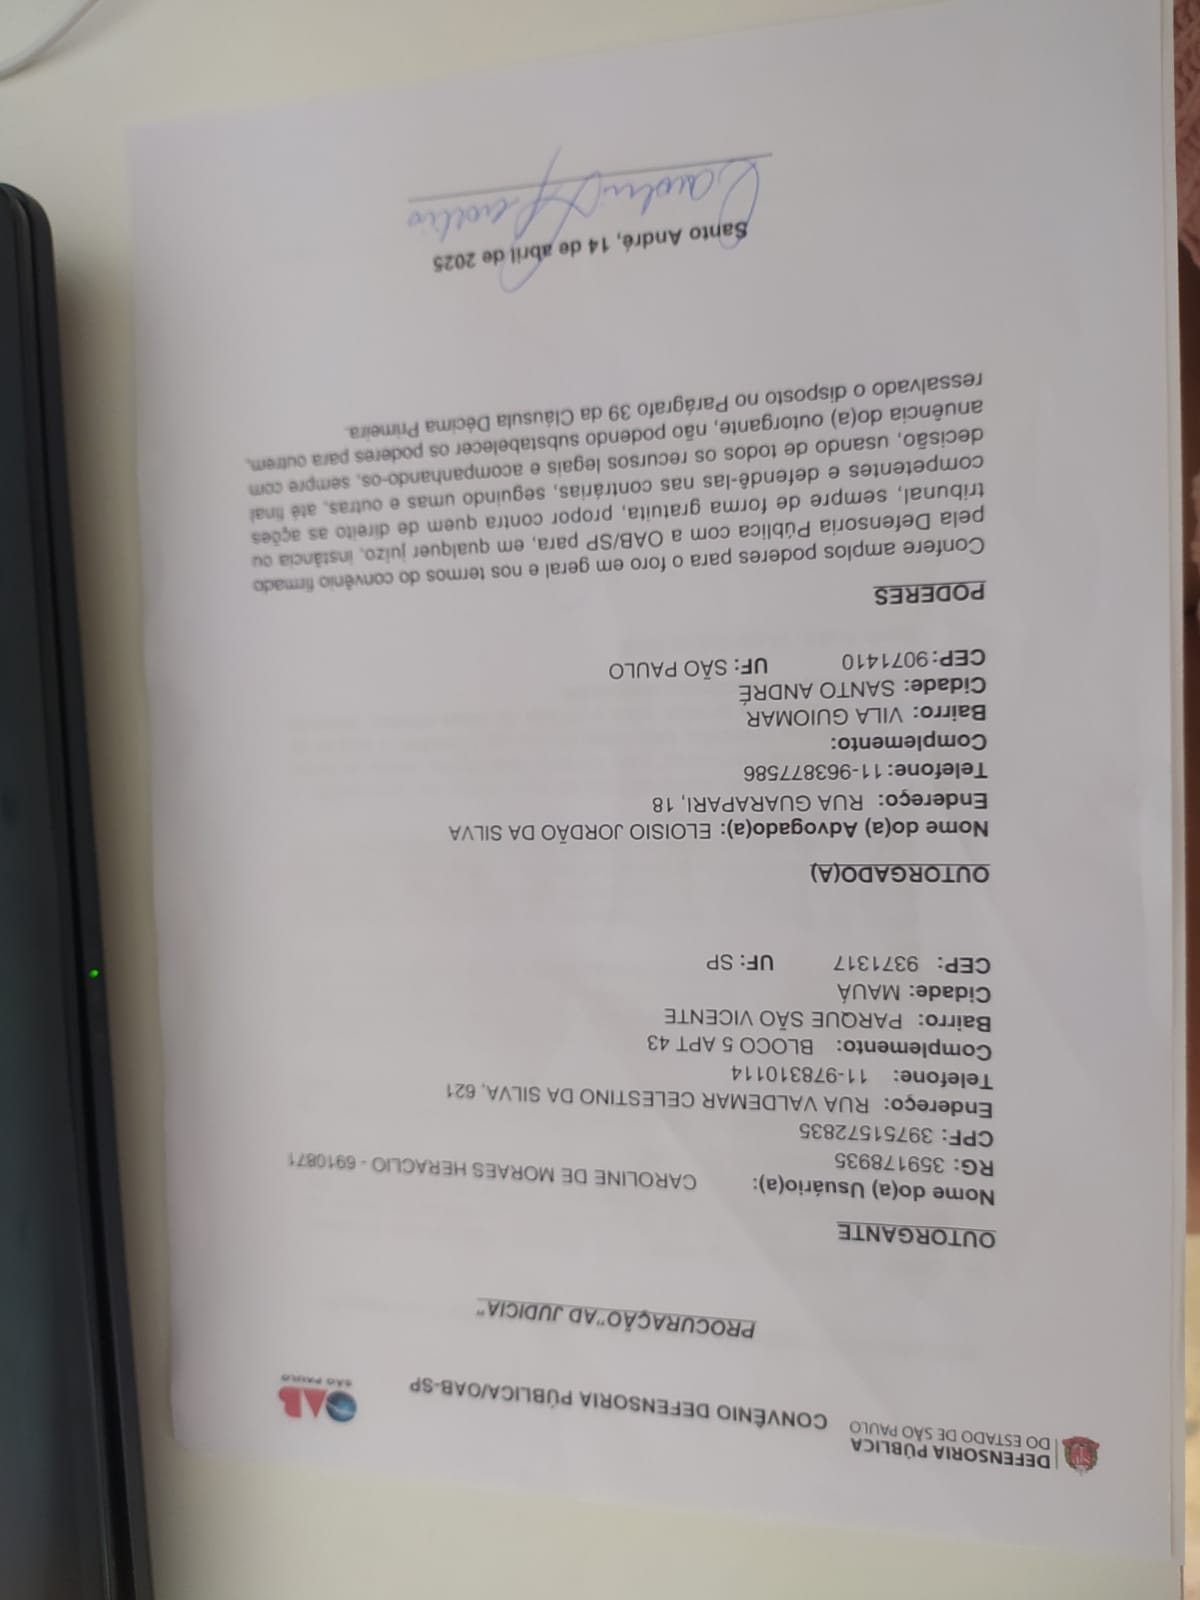 DEFENSORIA PÚBLICA
DO ESTADO DE SÃO PAULO
CONVÊNIO DEFENSORIA PÚBLICA/OAB-SP
OAB
SÃO PAULO
PROCURAÇÃO"AD JUDICIA"
OUTORGANTE
Nome do(a) Usuário(a): CAROLINE DE MORAES HERACLIO - 6910871
RG: 359178935
CPF: 39751572835
Endereço: RUA VALDEMAR CELESTINO DA SILVA, 621
Telefone: 11-978310114
Complemento: BLOCO 5 APT 43
Bairro: PARQUE SÃO VICENTE
Cidade: MAUÁ
CEP: 9371317 UF: SP
OUTORGADO(A)
Nome do(a) Advogado(a): ELOISIO JORDÃO DA SILVA
Endereço: RUA GUARAPARI, 18
Telefone: 11-963877586
Complemento:
Bairro: VILA GUIOMAR
Cidade: SANTO ANDRÉ
CEP: 9071410 UF: SÃO PAULO
PODERES
Confere amplos poderes para o foro em geral e nos termos do convênio firmado
pela Defensoria Pública com a OAB/SP para, em qualquer juízo, instância ou
tribunal, sempre de forma gratuita, propor contra quem de direito as ações
competentes e defendê-las nas contrárias, seguindo umas e outras, até final
decisão, usando de todos os recursos legais e acompanhando-os, sempre com
anuência do(a) outorgante, não podendo substabelecer os poderes para outrem,
ressalvado o disposto no Parágrafo 39 da Cláusula Décima Primeira.
Santo André, 14 de abril de 2025